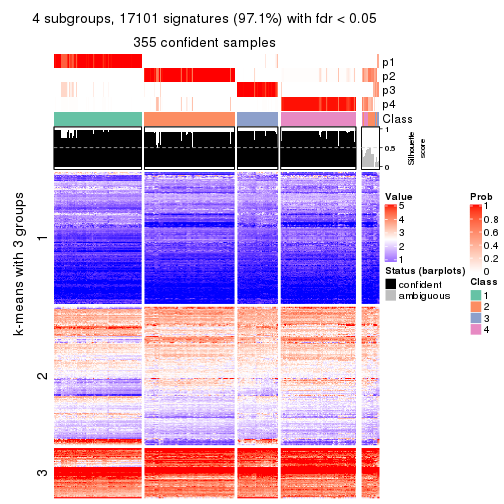 4 subgroups, 17101 signatures (97.1%) with fdr < 0.05
355 confident samples
p1
p2
p3
p4
Class
1
0.5
0
Silhouette
score
k-means with 3 groups
1
2
3
Value
5
4
3
2
1
Status (barplots)
confident
ambiguous
Prob
1
0.8
0.6
0.4
0.2
0
Class
1
2
3
4